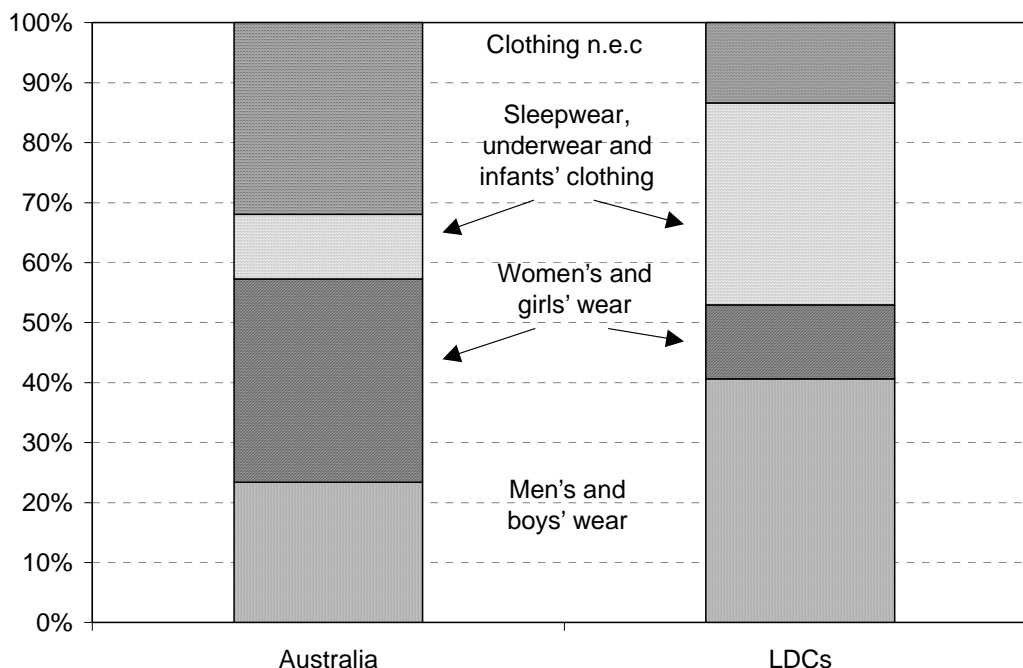 100%
90%
80%
70%
60%
50%
40%
30%
20%
10%
0%
Clothing n.e.c
Sleepwear,
underwear and
infants’ clothing
Women’s and
girls’ wear
Men’s and
boys’ wear
Australia
LDCs